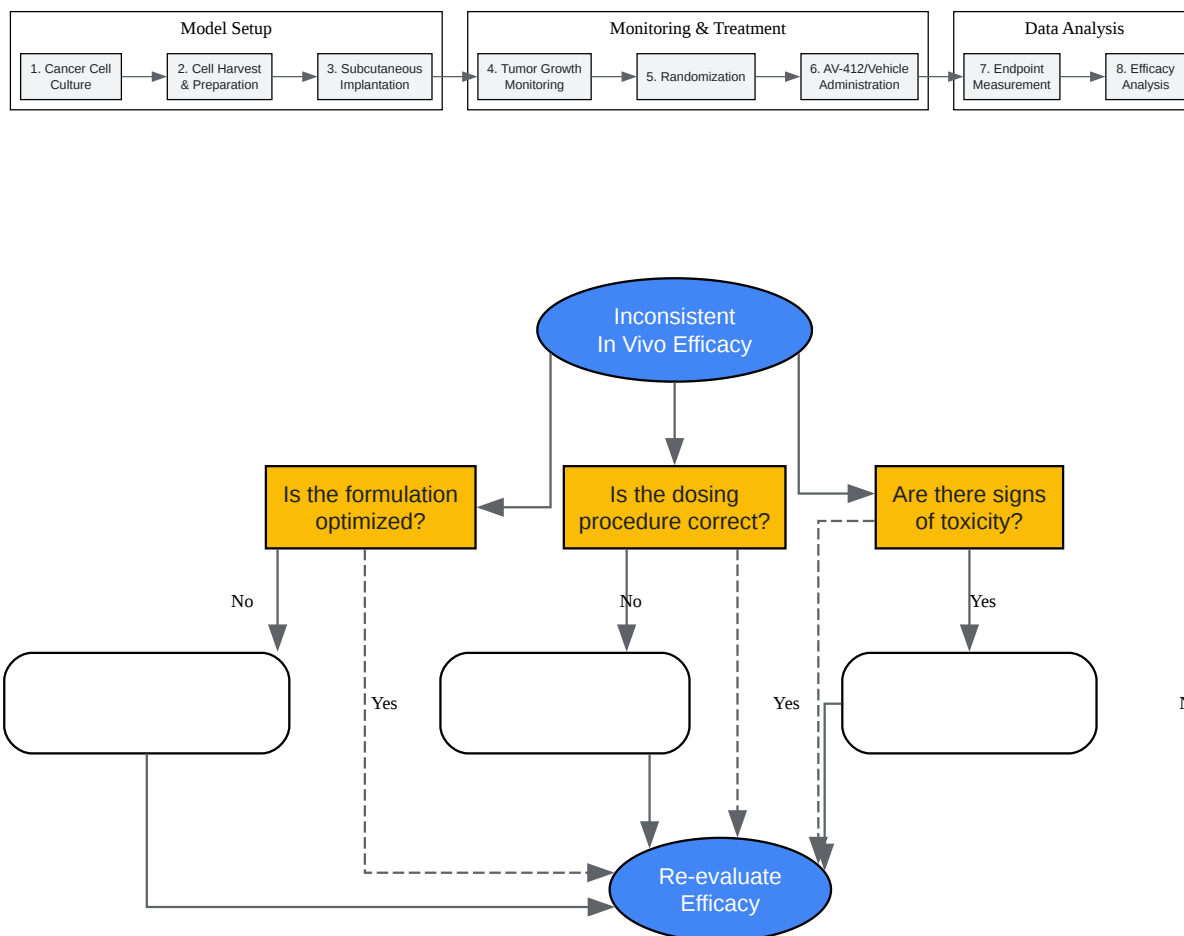 Model Setup
Monitoring & Treatment
Data Analysis
1. Cancer Cell
Culture
2. Cell Harvest
& Preparation
3. Subcutaneous
Implantation
4. Tumor Growth
Monitoring
5. Randomization
6. AV-412/Vehicle
Administration
7. Endpoint
Measurement
8. Efficacy
Analysis
Inconsistent
In Vivo Efficacy
Is the formulation
optimized?
Is the dosing
procedure correct?
Are there signs
of toxicity?
No
No
Yes
Yes
Yes
Re-evaluate
Efficacy